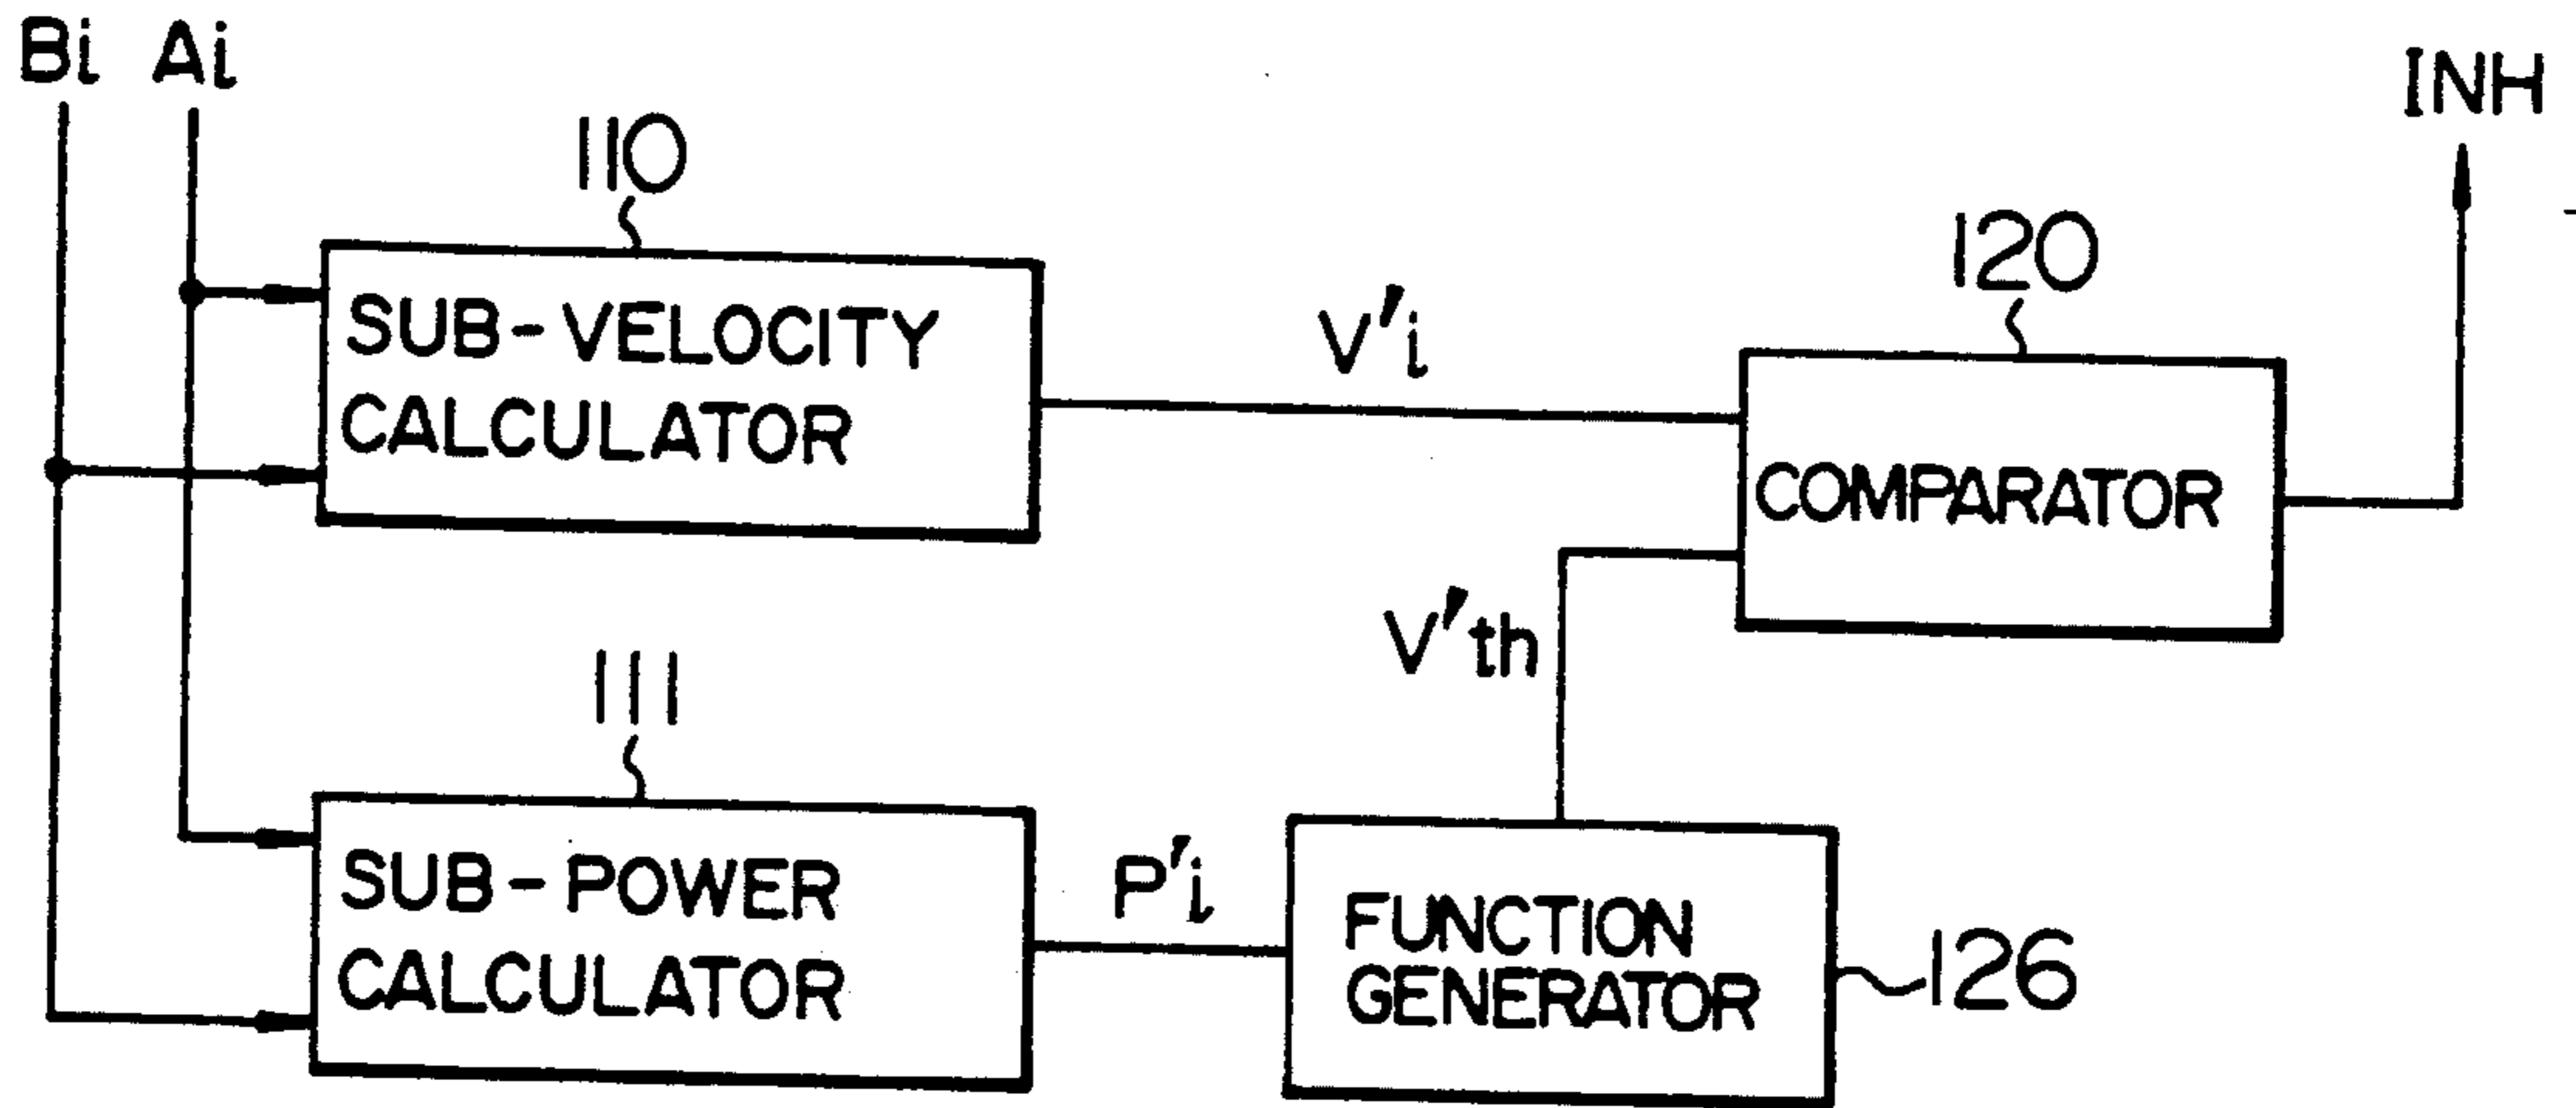 Bi Ai
INH
110
SUB-VELOCITY
CALCULATOR
V'i
120
COMPARATOR
V'th
111
SUB-POWER
CALCULATOR
P'i
FUNCTION
GENERATOR
126